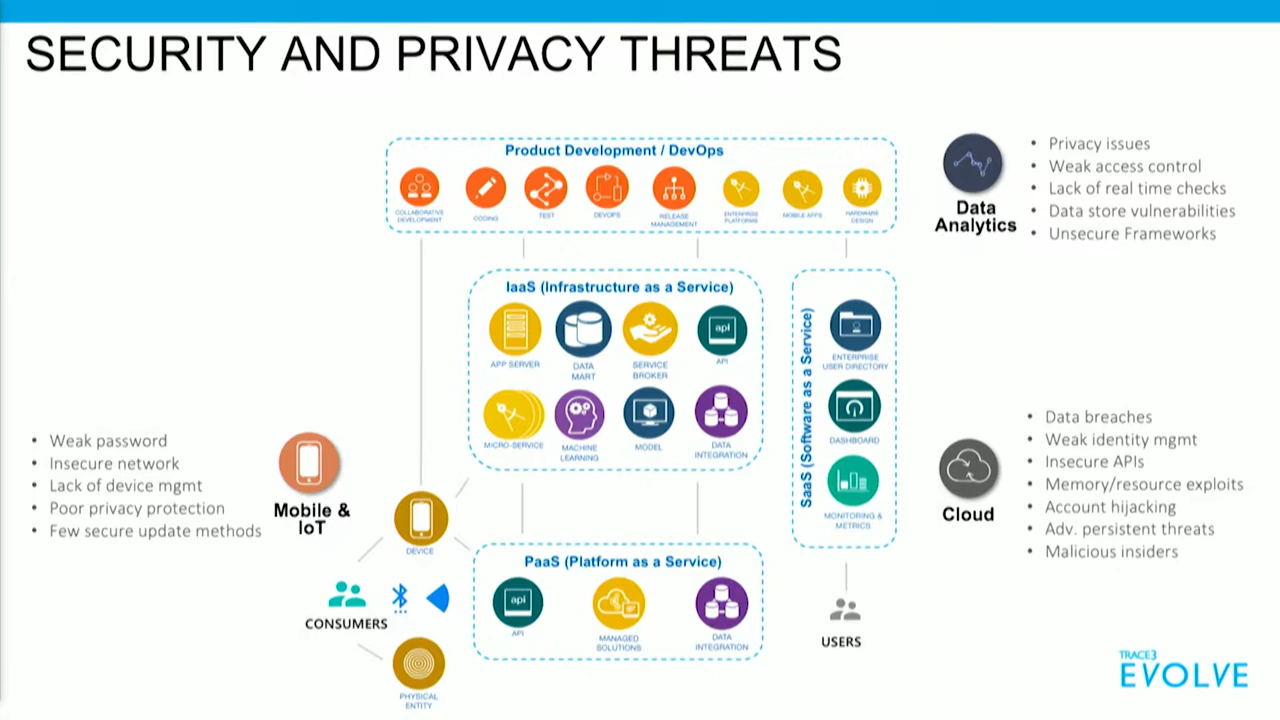 SECURITY AND PRIVACY THREATS
Product Development / DevOps
COLLABORATIVE
DEVELOPMENT
CODING
TEST
DEVOPS
RELEASE
MANAGEMENT
ENTERPRISE
PLATFORMS
MOBILE APPS
HARDWARE
DESIGN
Data
Analytics
• Privacy issues
• Weak access control
• Lack of real time checks
• Data store vulnerabilities
• Unsecure Frameworks
IaaS (Infrastructure as a Service)
APP SERVER
DATA
MART
SERVICE
BROKER
api
API
MICRO-SERVICE
MACHINE
LEARNING
MODEL
DATA
INTEGRATION
SaaS (Software as a Service)
ENTERPRISE
USER DIRECTORY
DASHBOARD
MONITORING &
METRICS
USERS
Cloud
• Data breaches
• Weak identity mgmt
• Insecure APIs
• Memory/resource exploits
• Account hijacking
• Adv. persistent threats
• Malicious insiders
• Weak password
• Insecure network
• Lack of device mgmt
• Poor privacy protection
• Few secure update methods
Mobile &
IoT
DEVICE
CONSUMERS
PHYSICAL
ENTITY
PaaS (Platform as a Service)
api
API
MANAGED
SOLUTIONS
DATA
INTEGRATION
TRACE3
EVOLVE